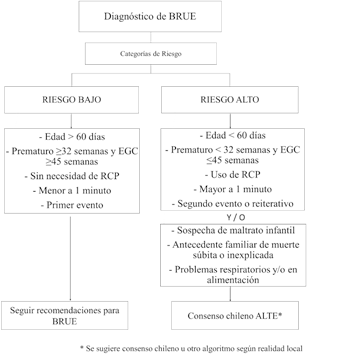 Diagnóstico de BRUE
Categorías de Riesgo
RIESGO BAJO
- Edad > 60 días
- Prematuro ≥32 semanas y EGC
≥45 semanas
- Sin necesidad de RCP
- Menor a 1 minuto
- Primer evento
Seguir recomendaciones para
BRUE
RIESGO ALTO
- Edad < 60 días
- Prematuro < 32 semanas y EGC
≤45 semanas
- Uso de RCP
- Mayor a 1 minuto
- Segundo evento o reiterativo
Y / O
- Sospecha de maltrato infantil
- Antecedente familiar de muerte
súbita o inexplicada
- Problemas respiratorios y/o en
alimentación
Consenso chileno ALTE*
* Se sugiere consenso chileno u otro algoritmo según realidad local